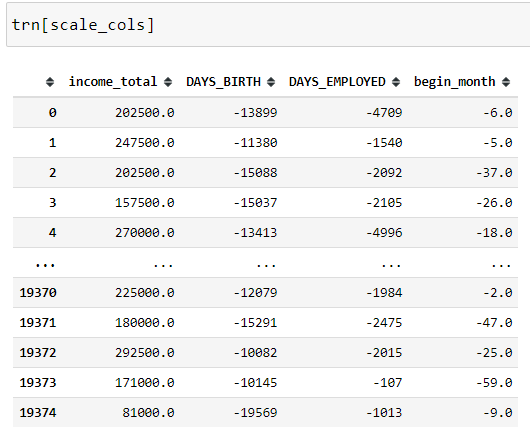 trn[scale_cols]
income_total DAYS_BIRTH DAYS_EMPLOYED begin_month
0 202500.0 -13899 -4709 -6.0
1 247500.0 -11380 -1540 -5.0
2 202500.0 -15088 -2092 -37.0
3 157500.0 -15037 -2105 -26.0
4 270000.0 -13413 -4996 -18.0
... ... ... ... ...
19370 225000.0 -12079 -1984 -2.0
19371 180000.0 -15291 -2475 -47.0
19372 292500.0 -10082 -2015 -25.0
19373 171000.0 -10145 -107 -59.0
19374 81000.0 -19569 -1013 -9.0